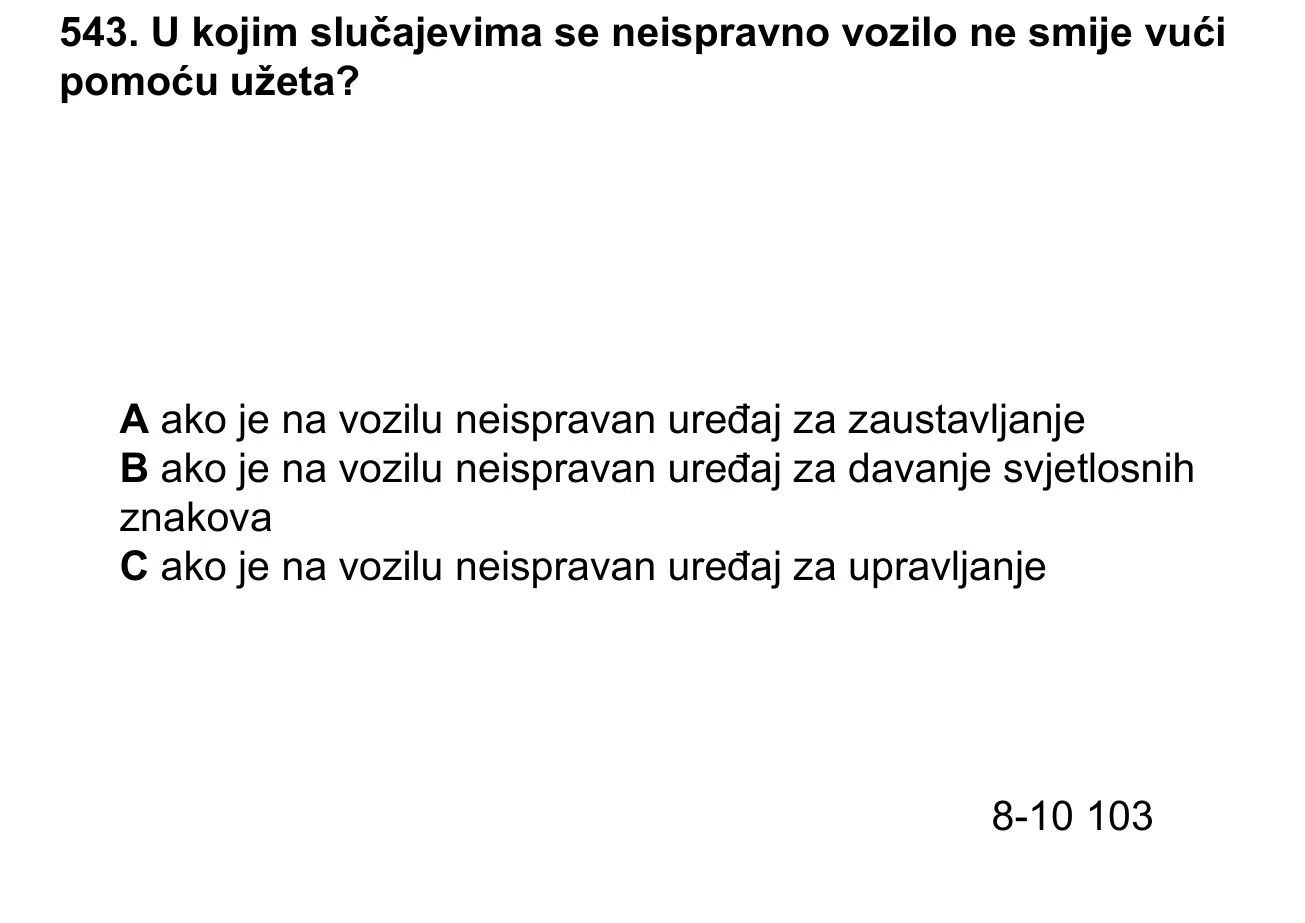 543. U kojim slučajevima se neispravno vozilo ne smije vući
pomoću užeta?
A ako je na vozilu neispravan uređaj za zaustavljanje
B ako je na vozilu neispravan uređaj za davanje svjetlosnih
znakova
C ako je na vozilu neispravan uređaj za upravljanje
8-10 103